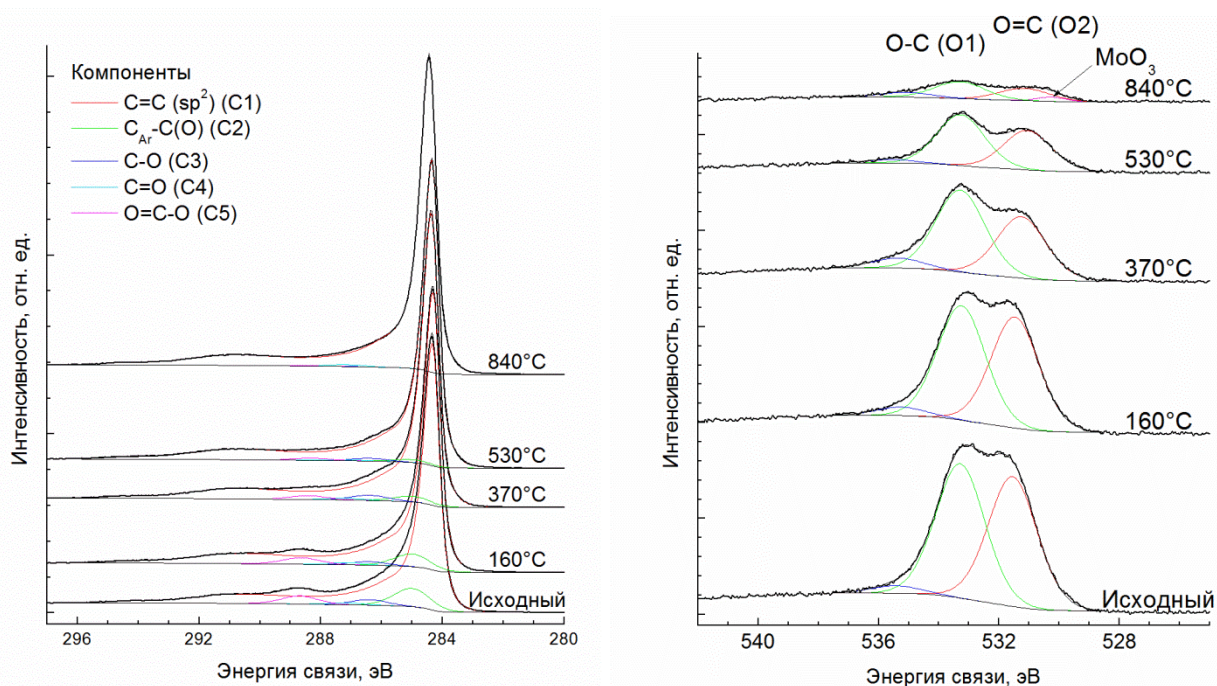 Компоненты
C=C (sp²) (C1)
C_Ar-C(O) (C2)
C-O (C3)
C=O (C4)
O=C-O (C5)
840°C
530°C
370°C
160°C
Исходный
Интенсивность, отн. ед.
296 292 288 284 280
Энергия связи, эВ
O=C (O2)
O-C (O1)
MoO₃
840°C
530°C
370°C
160°C
Исходный
Интенсивность, отн. ед.
540 536 532 528
Энергия связи, эВ